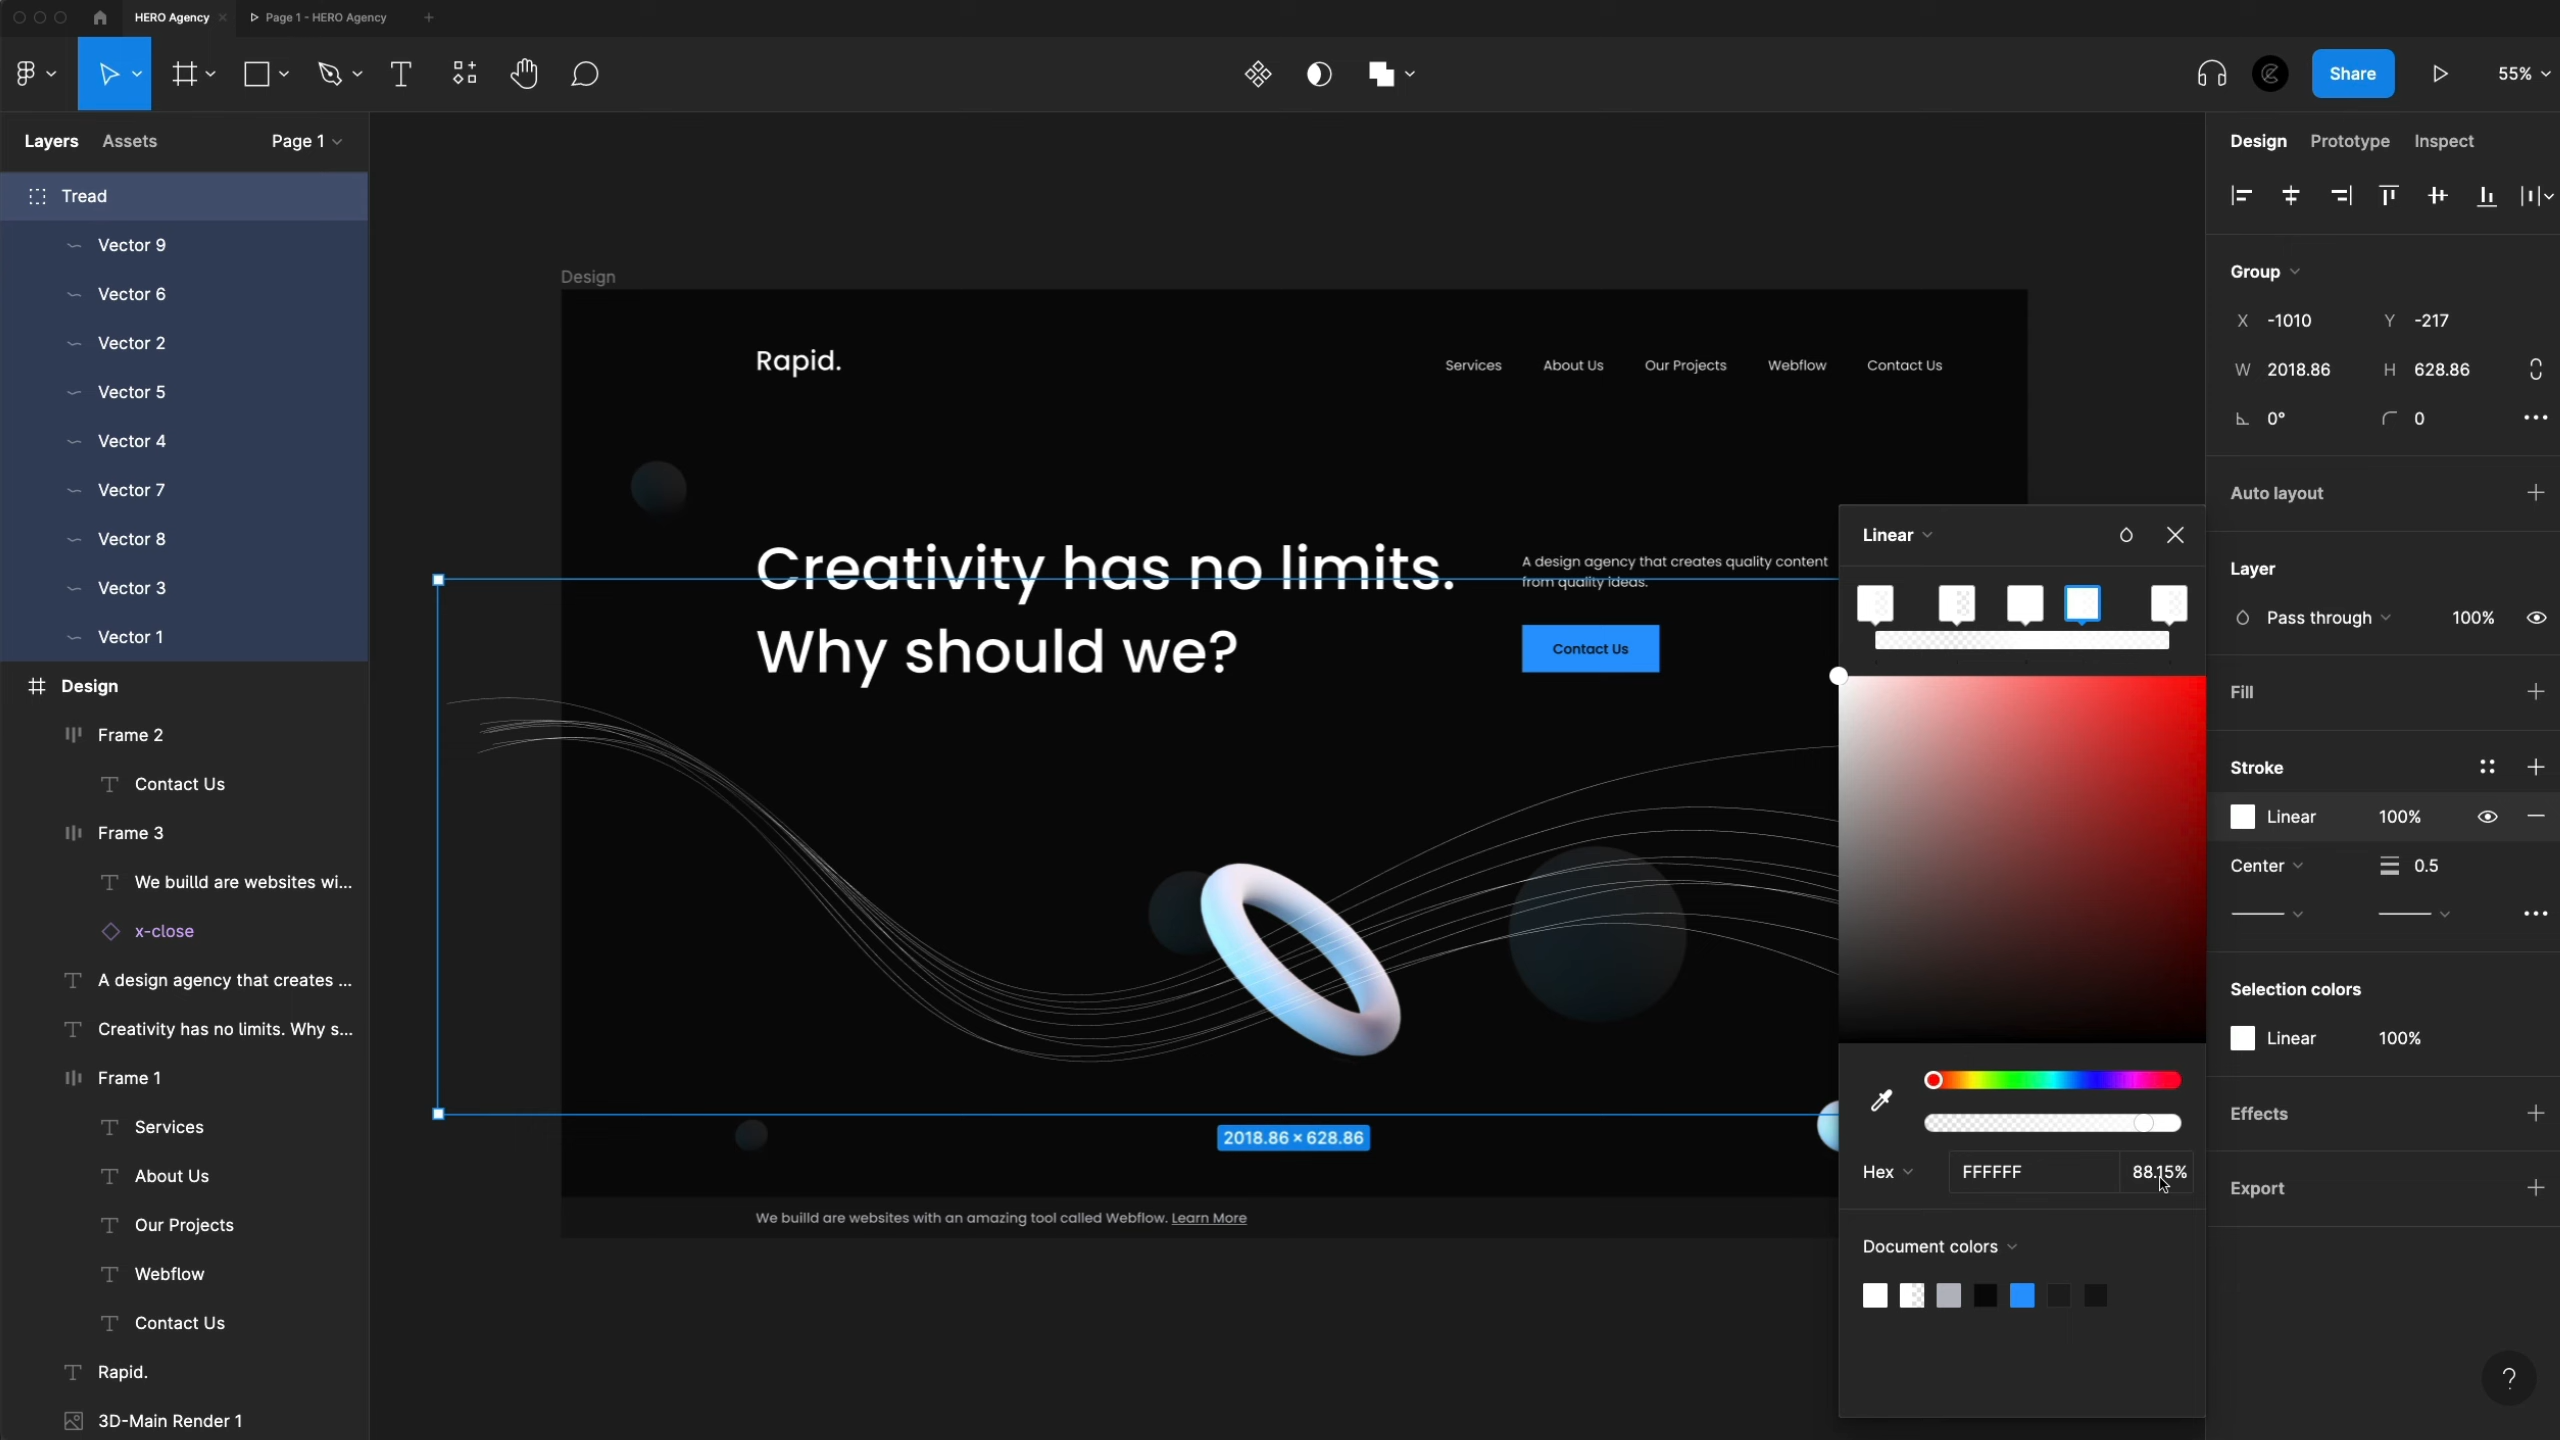 HERO Agency
Page 1 - HERO Agency
Share
55%
Layers
Assets
Page 1
Tread
Vector 9
Vector 6
Vector 2
Vector 5
Vector 4
Vector 7
Vector 8
Vector 3
Vector 1
Design
Frame 2
Contact Us
Frame 3
We builld are websites wi...
x-close
A design agency that creates ...
Creativity has no limits. Why s...
Frame 1
Services
About Us
Our Projects
Webflow
Contact Us
Rapid.
3D-Main Render 1
Design
Rapid.
Services
About Us
Our Projects
Webflow
Contact Us
Creativity has no limits.
Why should we?
A design agency that creates quality content
from quality ideas.
Contact Us
2018.86 × 628.86
We builld are websites with an amazing tool called Webflow. Learn More
Linear
Hex
FFFFFF
88.15%
Document colors
Design
Prototype
Inspect
Group
X -1010
Y -217
W 2018.86
H 628.86
0°
0
Auto layout
Layer
Pass through
100%
Fill
Stroke
Linear
100%
Center
0.5
Selection colors
Linear
100%
Effects
Export
?